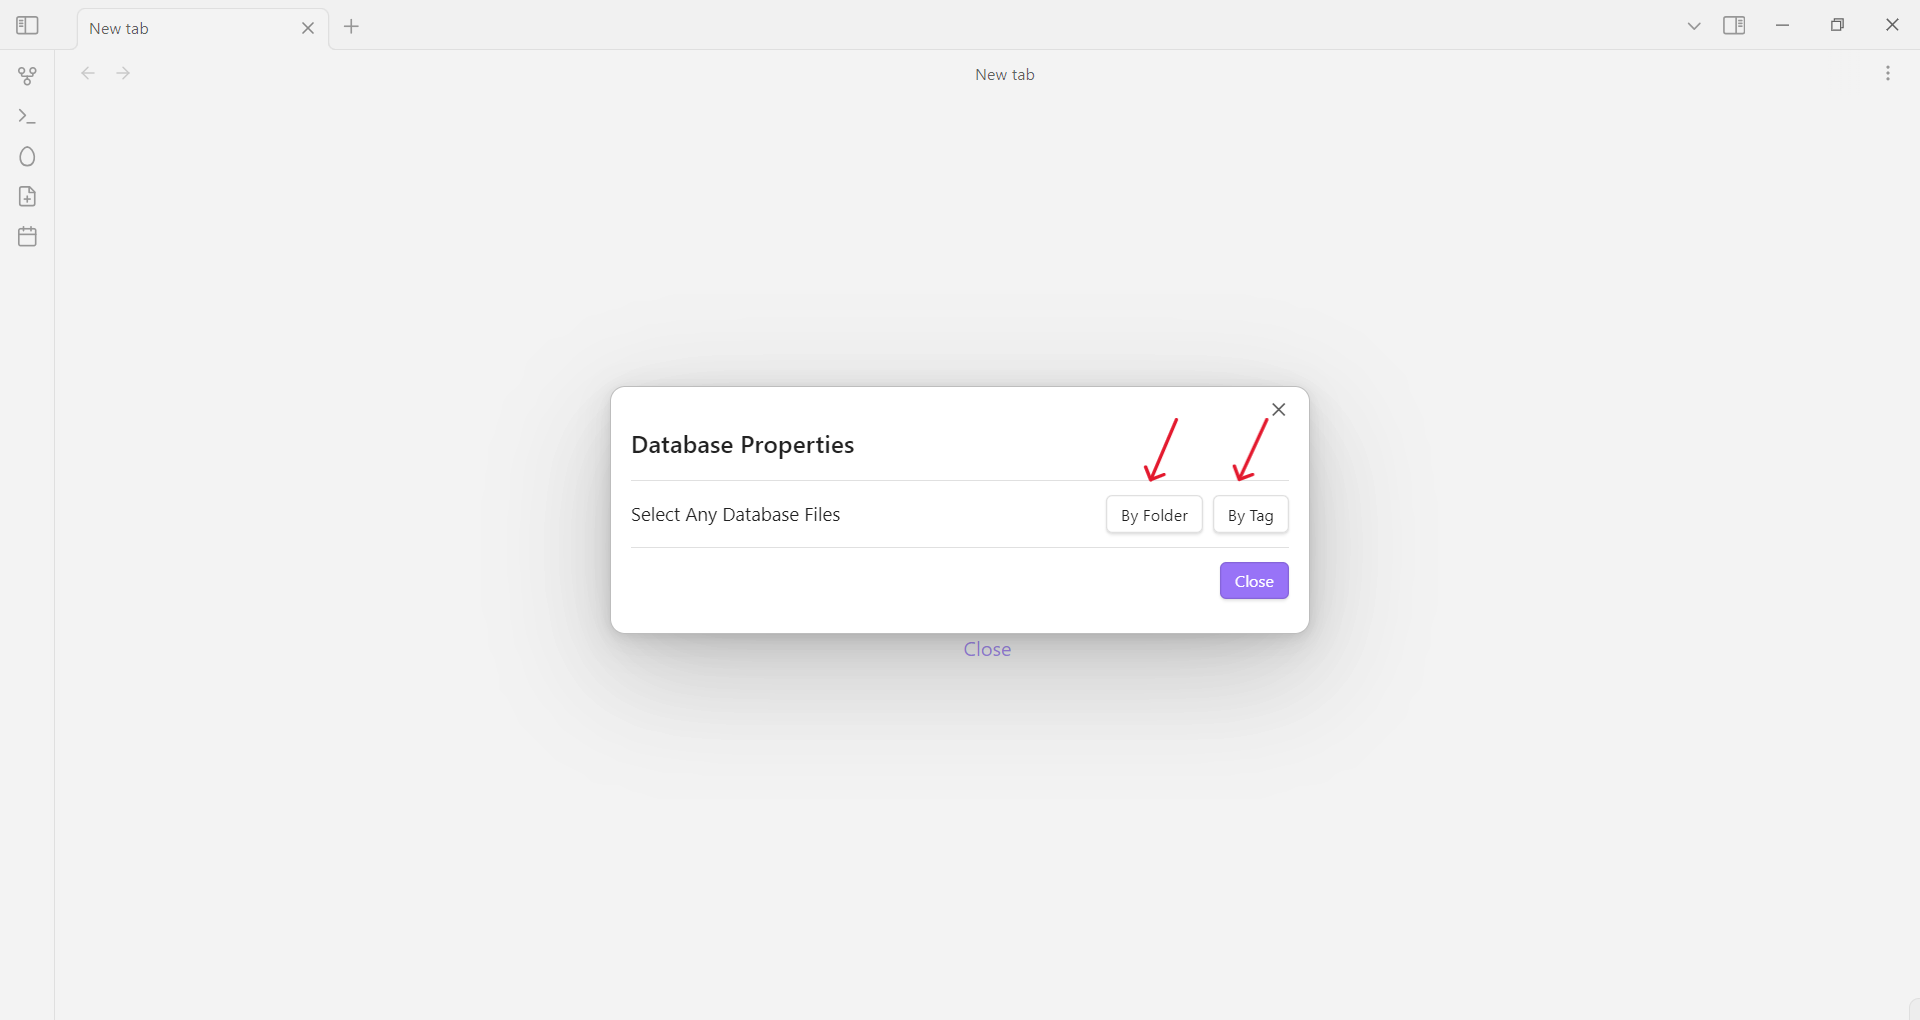 New tab
New tab
Database Properties
Select Any Database Files
By Folder
By Tag
Close
Close